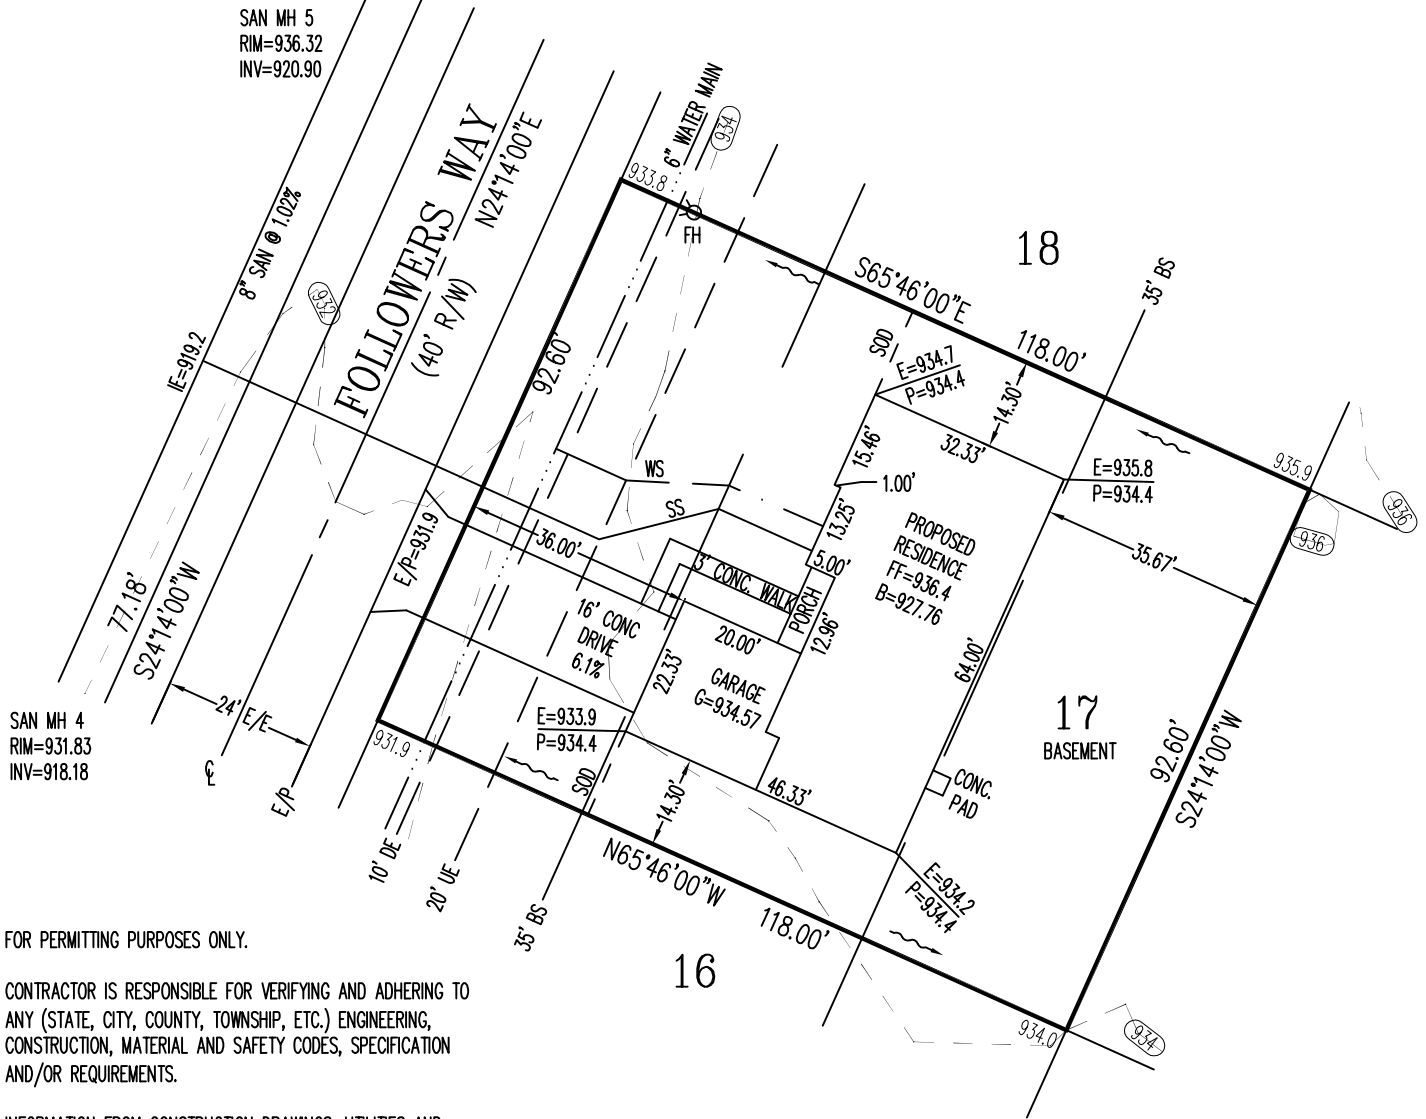 SAN MH 5
RIM=936.32
INV=920.90
8" SAN @ 1.02%
IE=919.2
932
FOLLOWERS WAY
N24°14'00"E
(40' R/W)
6" WATER MAIN
934
933.8
FH
18
35' BS
S65°46'00"E
118.00'
92.60'
SOD
E=934.7
P=934.4
14.30'
32.33'
15.46'
1.00'
E=935.8
P=934.4
935.9
936
936
WS
SS
13.25'
5.00'
PROPOSED
RESIDENCE
FF=936.4
B=927.76
35.67'
E/P=931.9
36.00'
3' CONC. WALK
PORCH
12.96'
16' CONC
DRIVE
6.1%
20.00'
22.33'
GARAGE
G=934.57
64.00'
17
BASEMENT
77.18'
S24°14'00"W
24' E/E
SAN MH 4
RIM=931.83
INV=918.18
E/P
931.9
E=933.9
P=934.4
SOD
14.30'
46.33'
CONC.
PAD
92.60'
S24°14'00"W
10' DE
20' UE
35' BS
N65°46'00"W
118.00'
E=934.2
P=934.4
16
934.0
934
FOR PERMITTING PURPOSES ONLY.
CONTRACTOR IS RESPONSIBLE FOR VERIFYING AND ADHERING TO
ANY (STATE, CITY, COUNTY, TOWNSHIP, ETC.) ENGINEERING,
CONSTRUCTION, MATERIAL AND SAFETY CODES, SPECIFICATION
AND/OR REQUIREMENTS.
INFORMATION FROM CONSTRUCTION DRAWINGS, UTILITIES AND